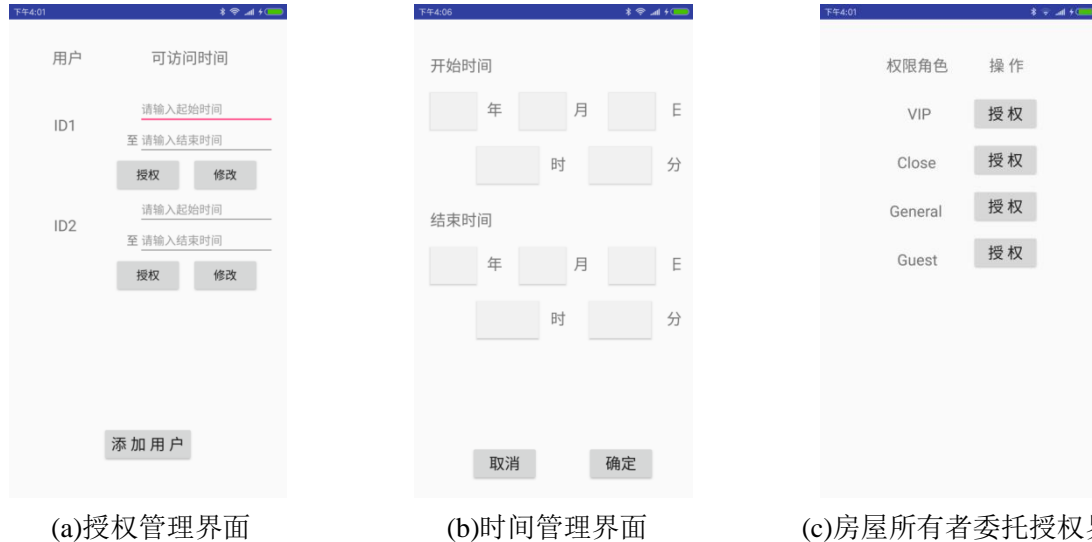 下午4:01
用户 可访问时间
请输入起始时间
ID1
至 请输入结束时间
授权 修改
请输入起始时间
ID2
至 请输入结束时间
授权 修改
添加用户
(a)授权管理界面
下午4:06
开始时间
年 月 日
时 分
结束时间
年 月 日
时 分
取消 确定
(b)时间管理界面
下午4:01
权限角色 操作
VIP 授权
Close 授权
General 授权
Guest 授权
(c)房屋所有者委托授权